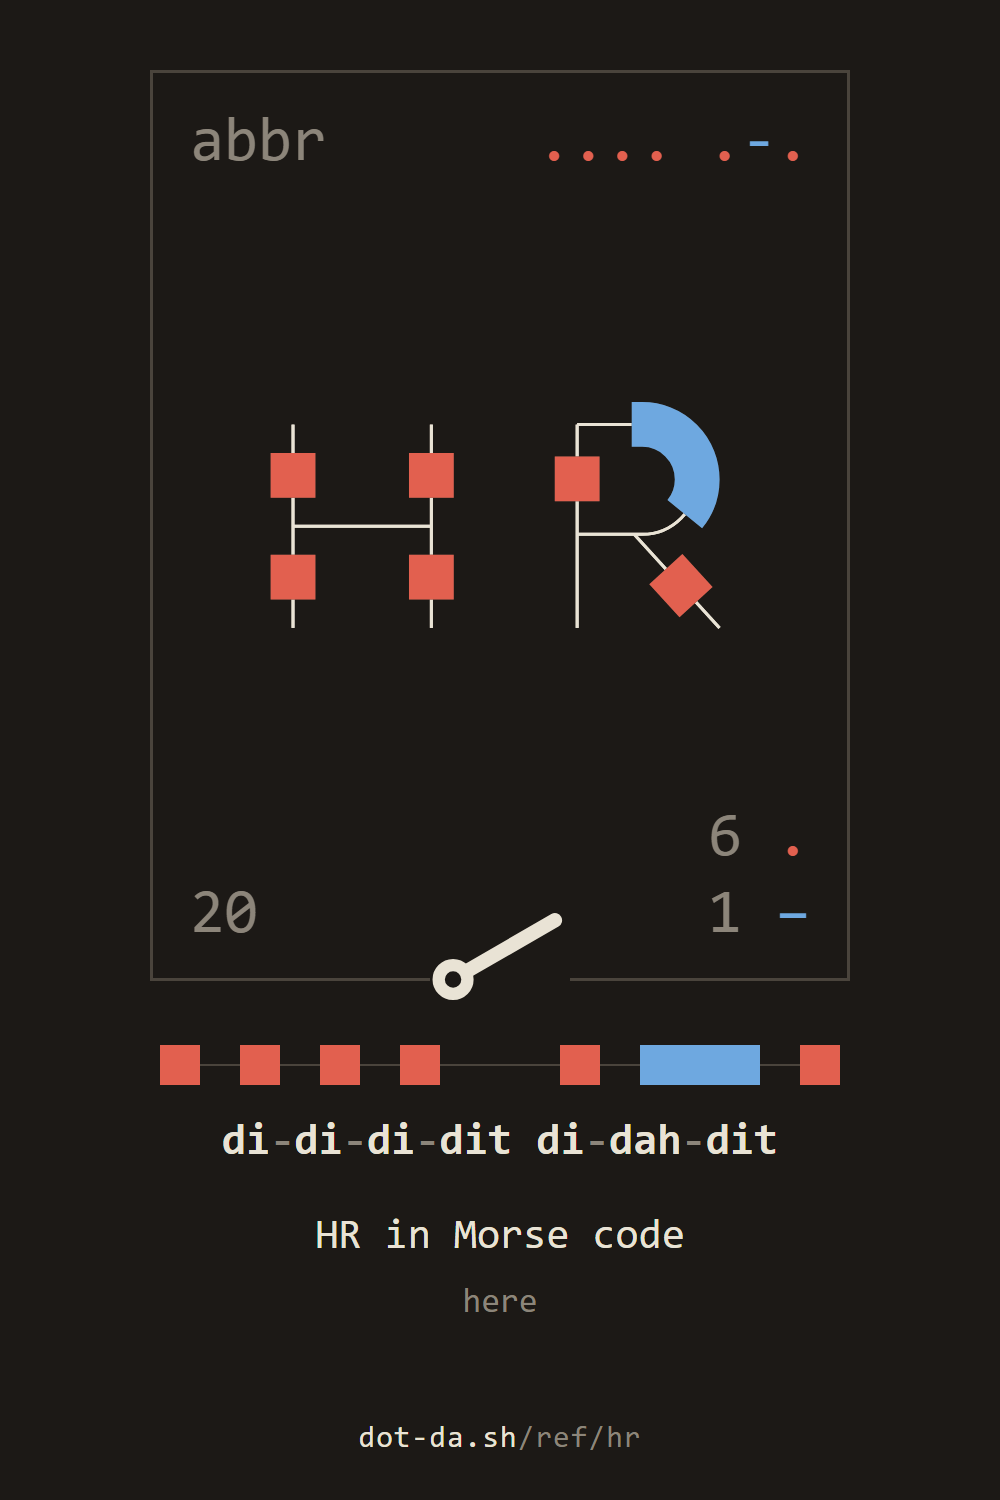 abbr .... .-.
HR
6 .
20 1 -
di-di-di-dit di-dah-dit
HR in Morse code
here
dot-da.sh/ref/hr